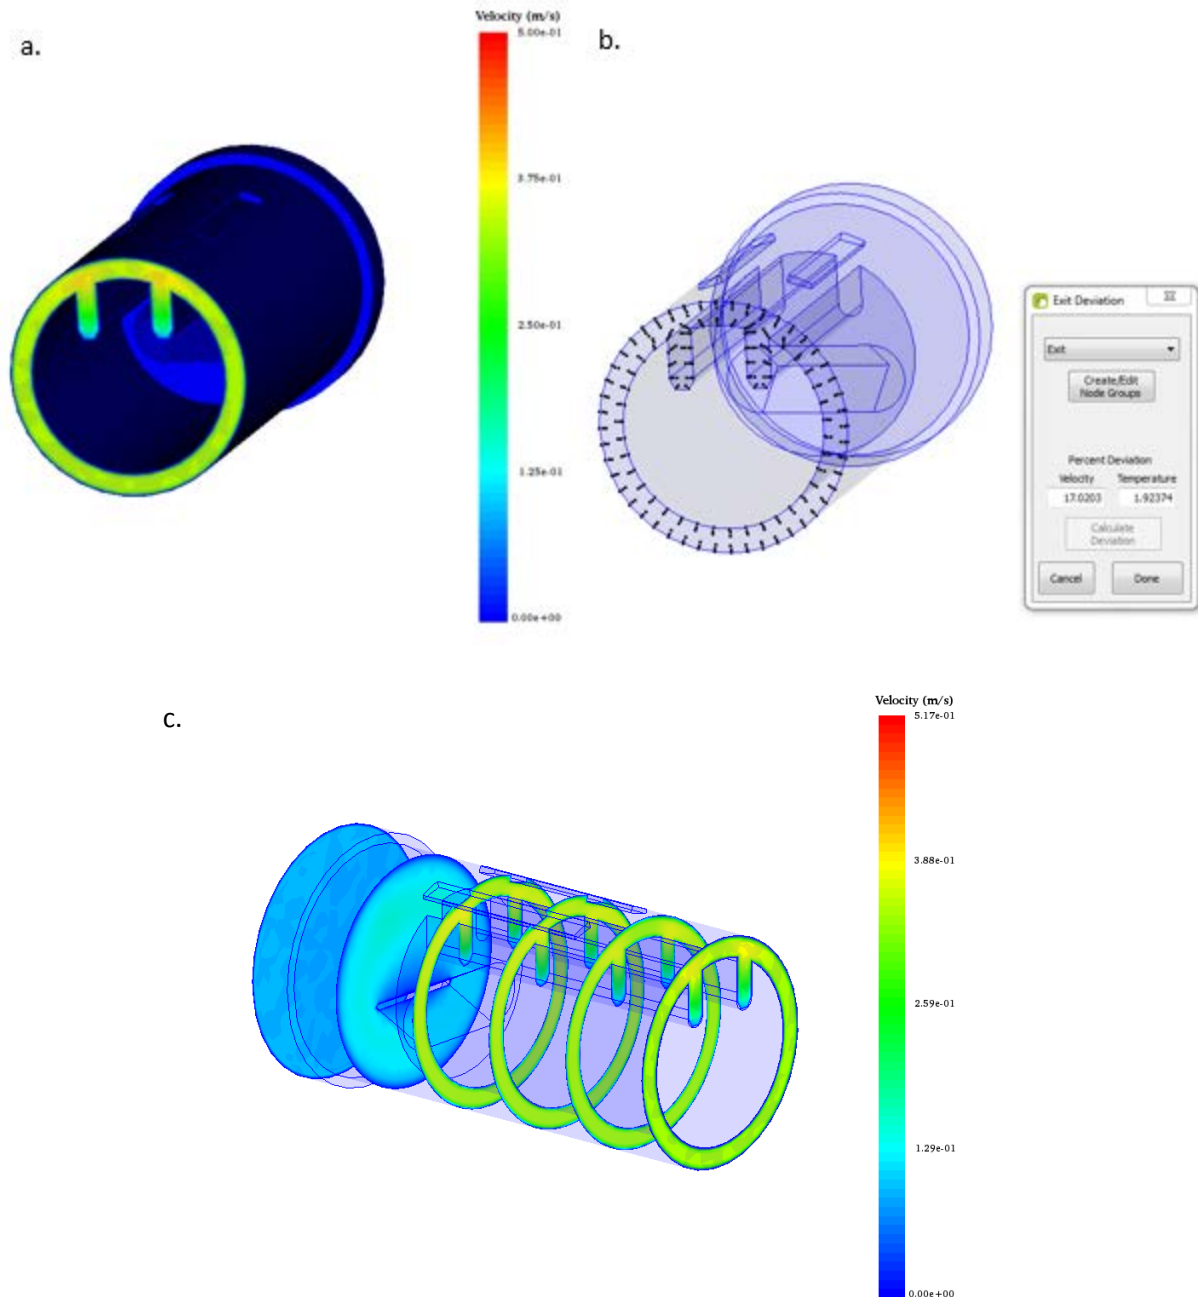 a.
Velocity (m/s)
5.00e-01
3.75e-01
2.50e-01
1.25e-01
0.00e+00
b.
Exit Deviation
Exit
Create/Edit
Node Groups
Percent Deviation
Velocity Temperature
17.0203 1.92374
Calculate
Deviation
Cancel Done
c.
Velocity (m/s)
5.17e-01
3.88e-01
2.59e-01
1.29e-01
0.00e+00